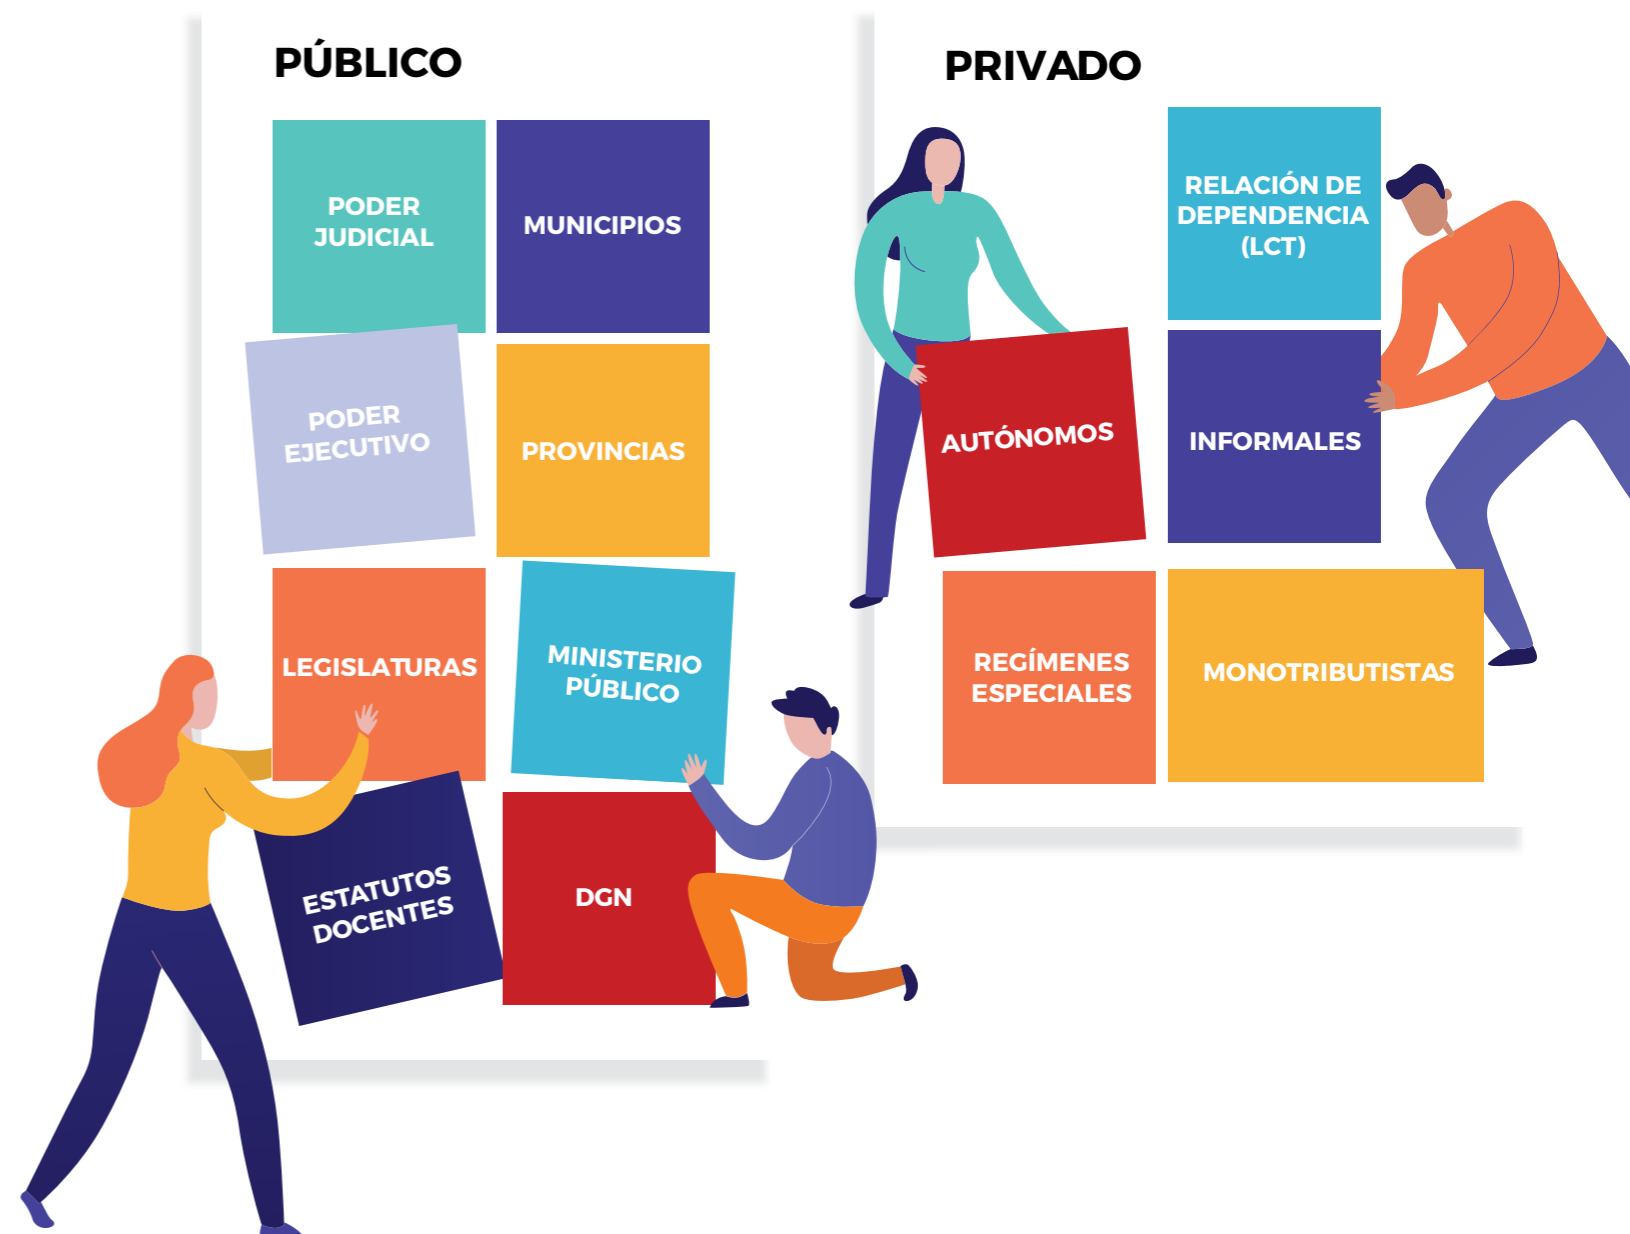 PÚBLICO
PODER
JUDICIAL
MUNICIPIOS
PODER
EJECUTIVO
PROVINCIAS
LEGISLATURAS
MINISTERIO
PÚBLICO
ESTATUTOS
DOCENTES
DGN
PRIVADO
RELACIÓN DE
DEPENDENCIA
(LCT)
AUTÓNOMOS
INFORMALES
REGÍMENES
ESPECIALES
MONOTRIBUTISTAS